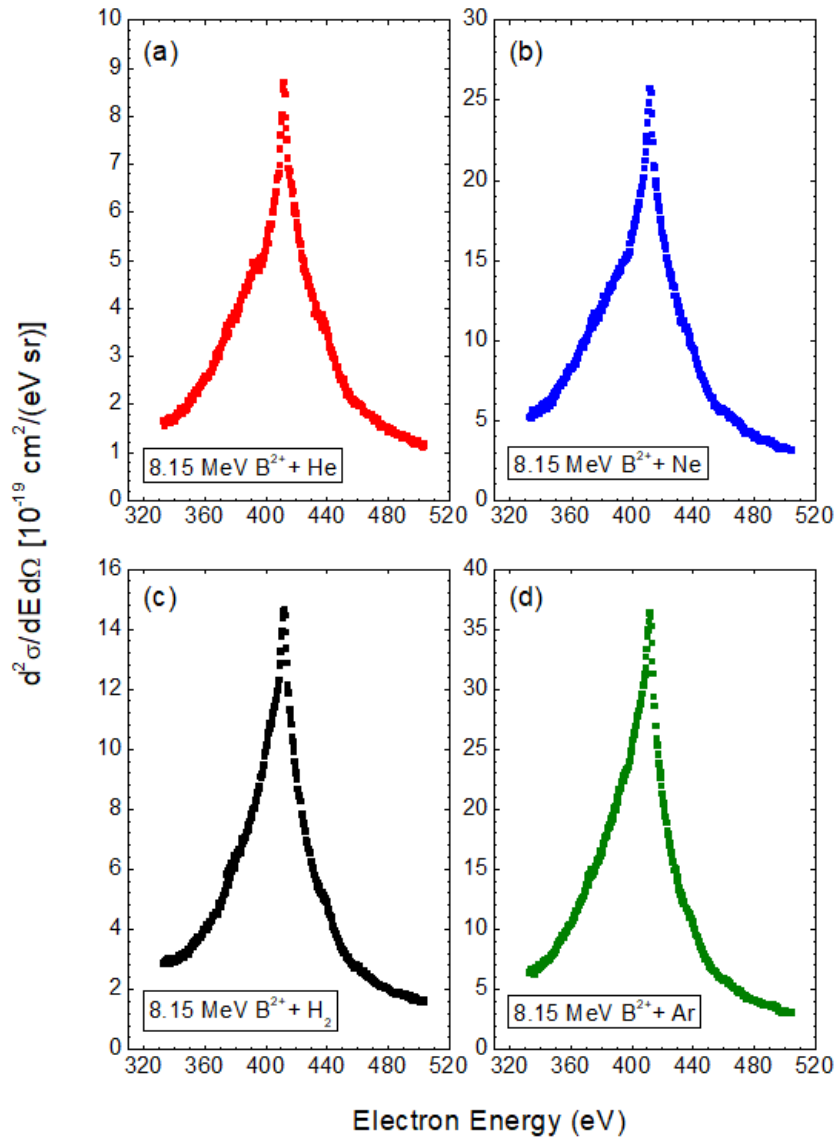 d²σ/dE dΩ [10⁻¹⁹ cm²/(eV sr)]
(a)
10
9
8
7
6
5
4
3
2
1
0
8.15 MeV B²⁺ + He
320 360 400 440 480 520
(b)
30
25
20
15
10
5
0
8.15 MeV B²⁺ + Ne
320 360 400 440 480 520
(c)
16
14
12
10
8
6
4
2
0
8.15 MeV B²⁺ + H₂
320 360 400 440 480 520
(d)
40
35
30
25
20
15
10
5
0
8.15 MeV B²⁺ + Ar
320 360 400 440 480 520
Electron Energy (eV)